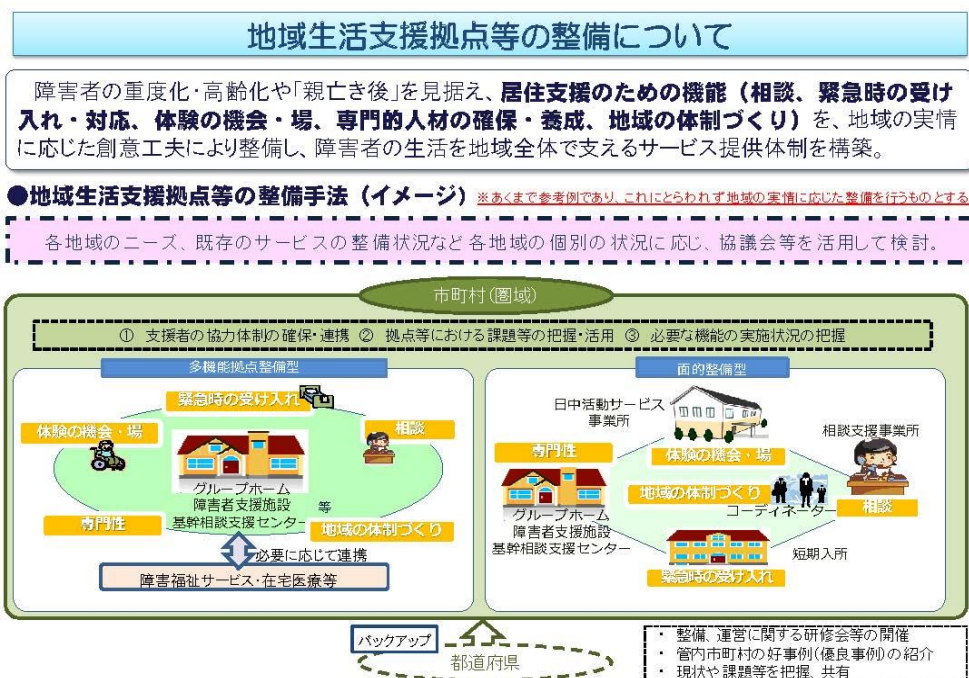 地域生活支援拠点等の整備について
障害者の重度化・高齢化や「親亡き後」を見据え、居住支援のための機能（相談、緊急時の受け
入れ・対応、体験の機会・場、専門的人材の確保・養成、地域の体制づくり）を、地域の実情
に応じた創意工夫により整備し、障害者の生活を地域全体で支えるサービス提供体制を構築。
●地域生活支援拠点等の整備手法（イメージ）※あくまで参考例であり、これにとらわれず地域の実情に応じた整備を行うものとする
各地域のニーズ、既存のサービスの整備状況など各地域の個別の状況に応じ、協議会等を活用して検討。
市町村(圏域)
① 支援者の協力体制の確保・連携 ② 拠点等における課題等の把握・活用 ③ 必要な機能の実施状況の把握
多機能拠点整備型
緊急時の受け入れ
体験の機会・場
相談
グループホーム
障害者支援施設 等
基幹相談支援センター
専門性
地域の体制づくり
必要に応じて連携
障害福祉サービス・在宅医療等
面的整備型
日中活動サービス
事業所
体験の機会・場
相談支援事業所
相談
専門性
グループホーム
障害者支援施設
基幹相談支援センター
地域の体制づくり
コーディネーター
短期入所
緊急時の受け入れ
バックアップ
都道府県
・ 整備、運営に関する研修会等の開催
・ 管内市町村の好事例(優良事例)の紹介
・ 現状や課題等を把握、共有